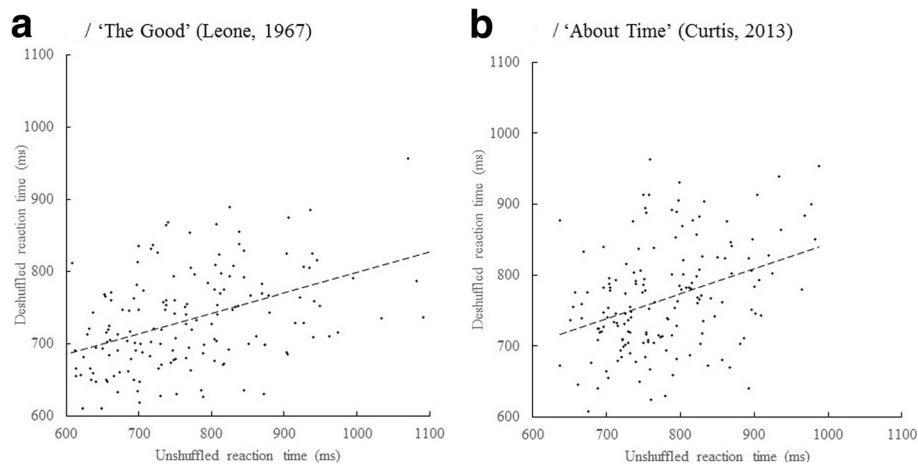 a
/ ‘The Good’ (Leone, 1967)
1100
1000
900
800
700
600
Deshuffled reaction time (ms)
600 700 800 900 1000 1100
Unshuffled reaction time (ms)
b
/ ‘About Time’ (Curtis, 2013)
1100
1000
900
800
700
600
Deshuffled reaction time (ms)
600 700 800 900 1000 1100
Unshuffled reaction time (ms)